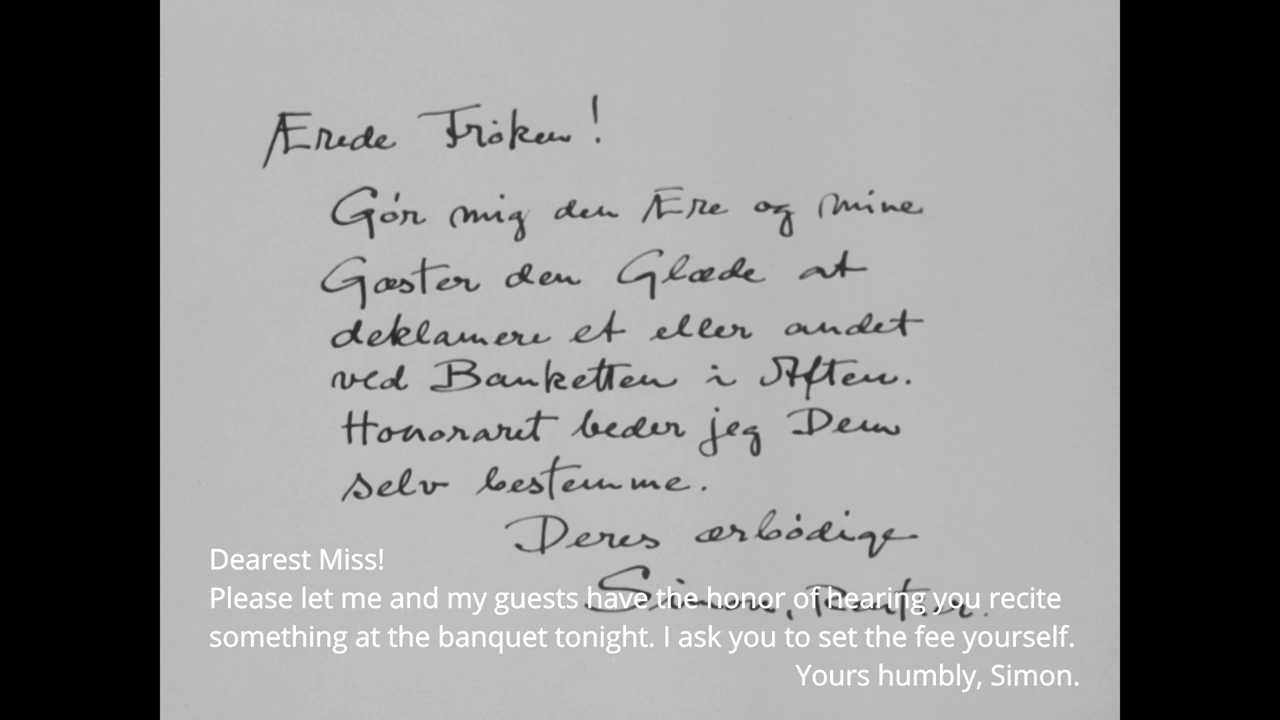 Ærede Fröken!
Gör mig den Ære og mine
Gæster den Glæde at
deklamere et eller andet
ved Banketten i Aften.
Honoraret beder jeg Dem
selv bestemme.
Deres ærbödige
Simon, Rentier.
Dearest Miss!
Please let me and my guests have the honor of hearing you recite
something at the banquet tonight. I ask you to set the fee yourself.
Yours humbly, Simon.